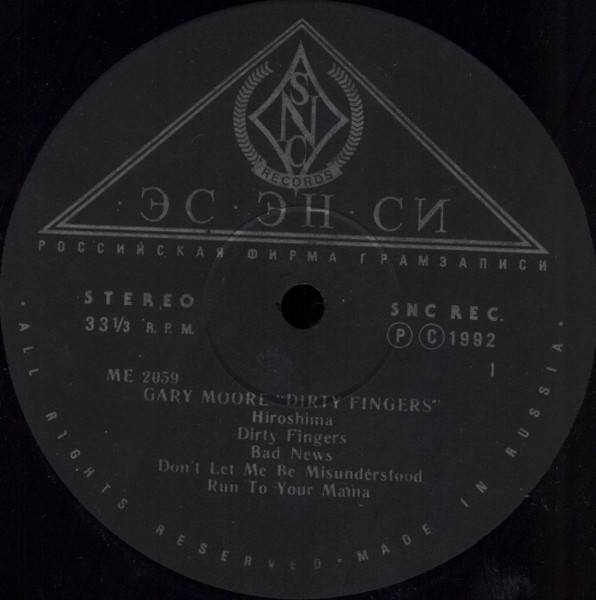 SNC
RECORDS
· ЭС · ЭН · СИ ·
РОССИЙСКАЯ ФИРМА ГРАМЗАПИСИ
STEREO
33 1/3 R. P. M.
SNC REC.
Ⓟ Ⓒ 1992
1
ME 2059
GARY MOORE "DIRTY FINGERS"
Hiroshima
Dirty Fingers
Bad News
Don't Let Me Be Misunderstood
Run To Your Mama
· ALL RIGHTS RESERVED · MADE IN RUSSIA ·